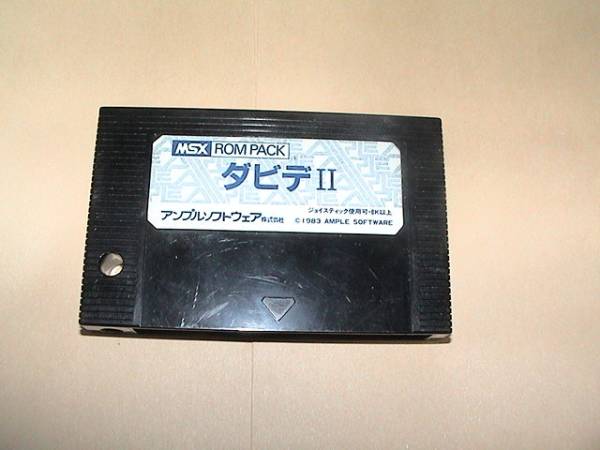 MSX ROM PACK
ダビデII
ジョイスティック使用可・8K以上
アンプルソフトウェア株式会社 © 1983 AMPLE SOFTWARE